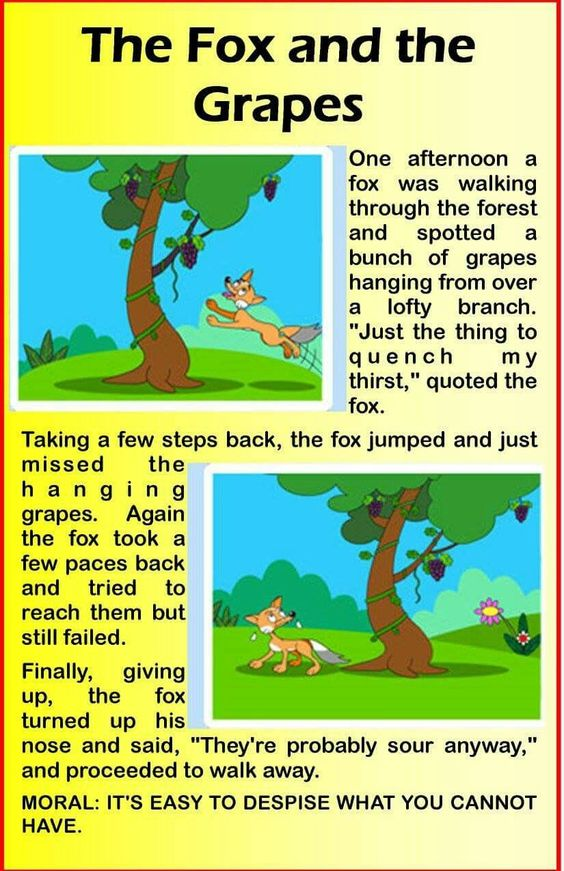 The Fox and the
Grapes
One afternoon a
fox was walking
through the forest
and spotted a
bunch of grapes
hanging from over
a lofty branch.
"Just the thing to
quench my
thirst," quoted the
fox.
Taking a few steps back, the fox jumped and just
missed the
hanging
grapes. Again
the fox took a
few paces back
and tried to
reach them but
still failed.
Finally, giving
up, the fox
turned up his
nose and said, "They're probably sour anyway,"
and proceeded to walk away.
MORAL: IT'S EASY TO DESPISE WHAT YOU CANNOT
HAVE.